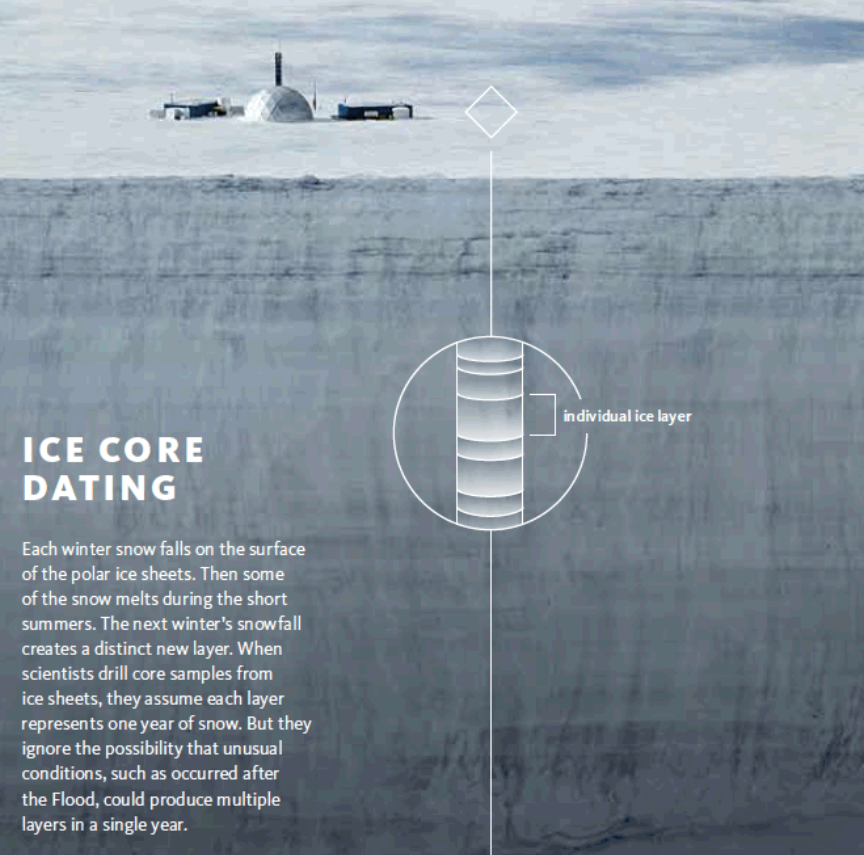 individual ice layer
ICE CORE
DATING
Each winter snow falls on the surface
of the polar ice sheets. Then some
of the snow melts during the short
summers. The next winter’s snowfall
creates a distinct new layer. When
scientists drill core samples from
ice sheets, they assume each layer
represents one year of snow. But they
ignore the possibility that unusual
conditions, such as occurred after
the Flood, could produce multiple
layers in a single year.